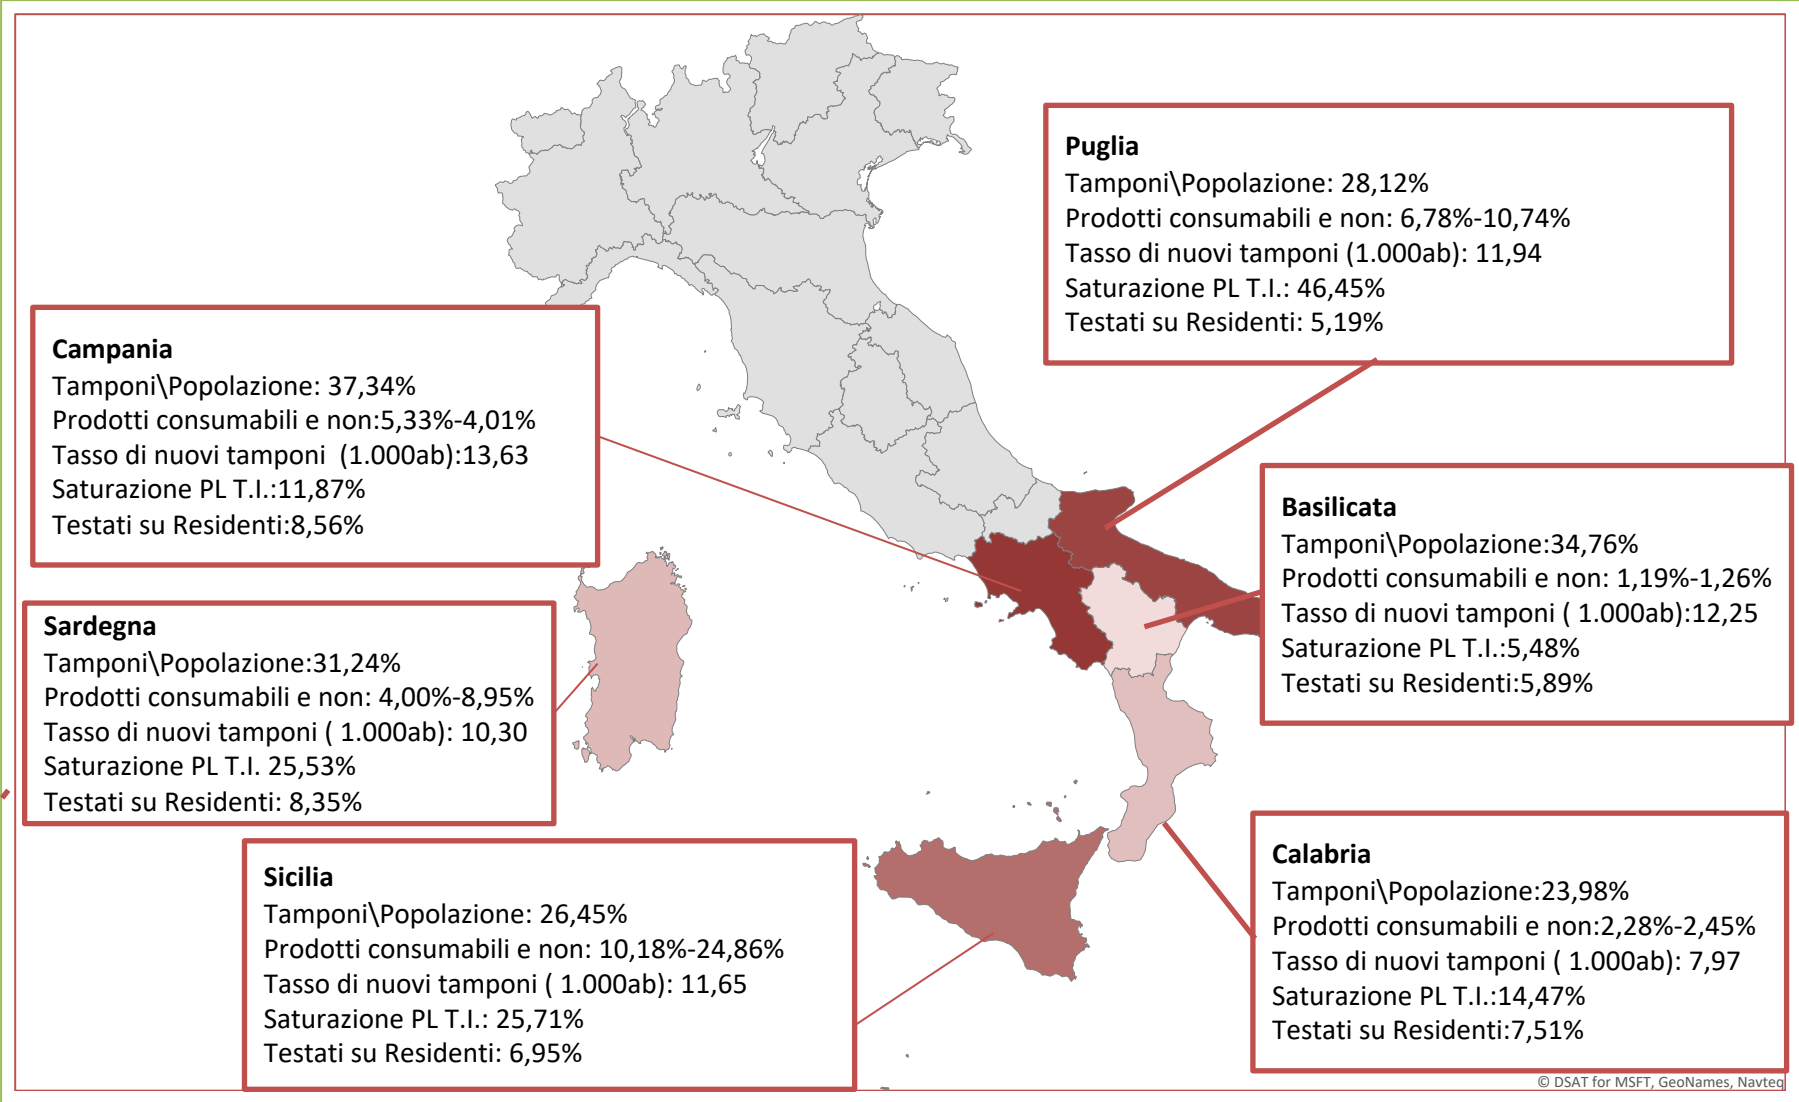 Puglia
Tamponi\Popolazione: 28,12%
Prodotti consumabili e non: 6,78%-10,74%
Tasso di nuovi tamponi (1.000ab): 11,94
Saturazione PL T.I.: 46,45%
Testati su Residenti: 5,19%
Campania
Tamponi\Popolazione: 37,34%
Prodotti consumabili e non:5,33%-4,01%
Tasso di nuovi tamponi  (1.000ab):13,63
Saturazione PL T.I.:11,87%
Testati su Residenti:8,56%
Basilicata
Tamponi\Popolazione:34,76%
Prodotti consumabili e non: 1,19%-1,26%
Tasso di nuovi tamponi ( 1.000ab):12,25
Saturazione PL T.I.:5,48%
Testati su Residenti:5,89%
Sardegna
Tamponi\Popolazione:31,24%
Prodotti consumabili e non: 4,00%-8,95%
Tasso di nuovi tamponi ( 1.000ab): 10,30
Saturazione PL T.I. 25,53%
Testati su Residenti: 8,35%
Sicilia
Tamponi\Popolazione: 26,45%
Prodotti consumabili e non: 10,18%-24,86%
Tasso di nuovi tamponi ( 1.000ab): 11,65
Saturazione PL T.I.: 25,71%
Testati su Residenti: 6,95%
Calabria
Tamponi\Popolazione:23,98%
Prodotti consumabili e non:2,28%-2,45%
Tasso di nuovi tamponi ( 1.000ab): 7,97
Saturazione PL T.I.:14,47%
Testati su Residenti:7,51%
© DSAT for MSFT, GeoNames, Navteq